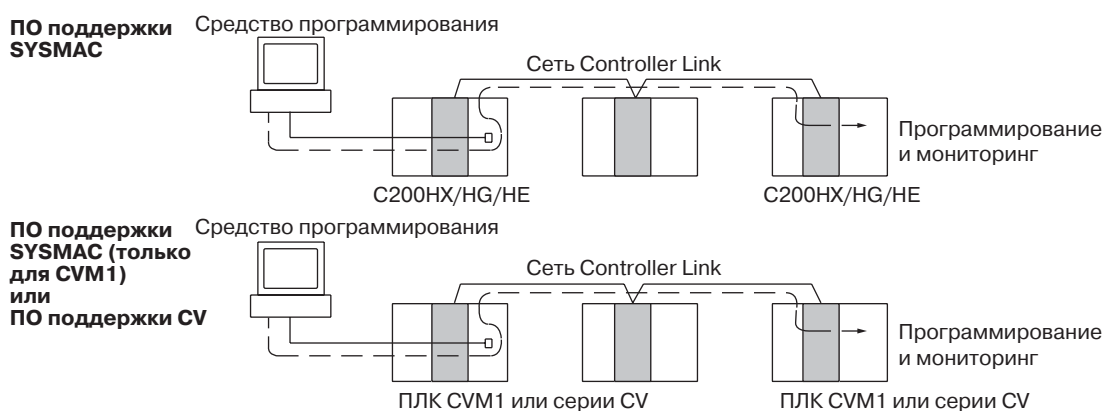 ПО поддержки
SYSMAC
Средство программирования
Сеть Controller Link
Программирование
и мониторинг
C200HX/HG/HE
C200HX/HG/HE
ПО поддержки
SYSMAC (только
для CVM1)
или
ПО поддержки CV
Средство программирования
Сеть Controller Link
Программирование
и мониторинг
ПЛК CVM1 или серии CV
ПЛК CVM1 или серии CV